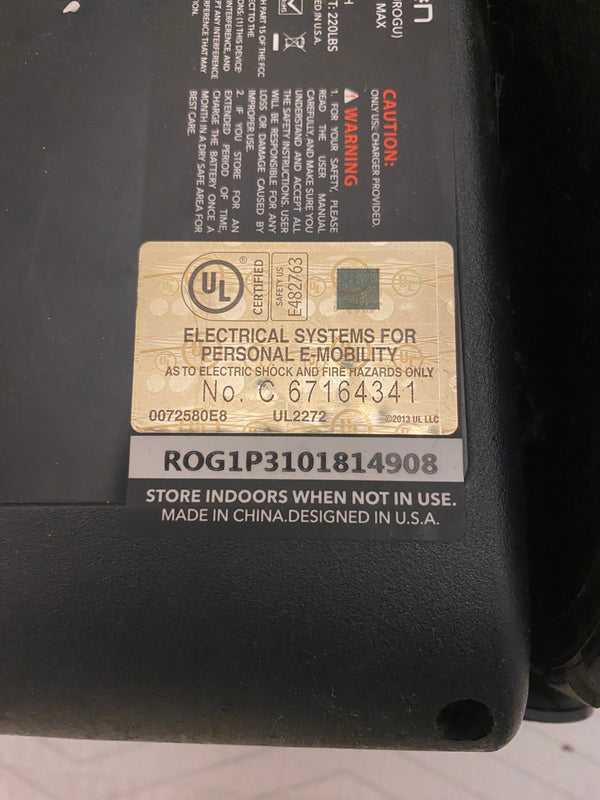 ROGU)
MAX
CAUTION:
ONLY USE CHARGER PROVIDED.
WARNING
1. FOR YOUR SAFETY, PLEASE
READ THE USER MANUAL
CAREFULLY, AND MAKE SURE YOU
UNDERSTAND AND ACCEPT ALL
THE SAFETY INSTRUCTIONS. USER
WILL BE RESPONSIBLE FOR ANY
LOSS OR DAMAGE CAUSED BY
IMPROPER USE.
2. IF YOU STORE FOR AN
EXTENDED PERIOD OF TIME,
CHARGE THE BATTERY ONCE A
MONTH IN A DRY SAFE AREA FOR
BEST CARE.
T: 220LBS
D IN U.S.A.
H PART 15 OF THE FCC
ECT TO THE
IONS: (1) THIS DEVICE
INTERFERENCE, AND
PT ANY INTERFERENCE
ERFERENCE THAT MAY
TION.
UL
®
CERTIFIED
SAFETY US
E482763
ELECTRICAL SYSTEMS FOR
PERSONAL E-MOBILITY
AS TO ELECTRIC SHOCK AND FIRE HAZARDS ONLY
No. C 67164341
0072580E8 UL2272 ©2013 UL LLC
ROG1P3101814908
STORE INDOORS WHEN NOT IN USE.
MADE IN CHINA.DESIGNED IN U.S.A.